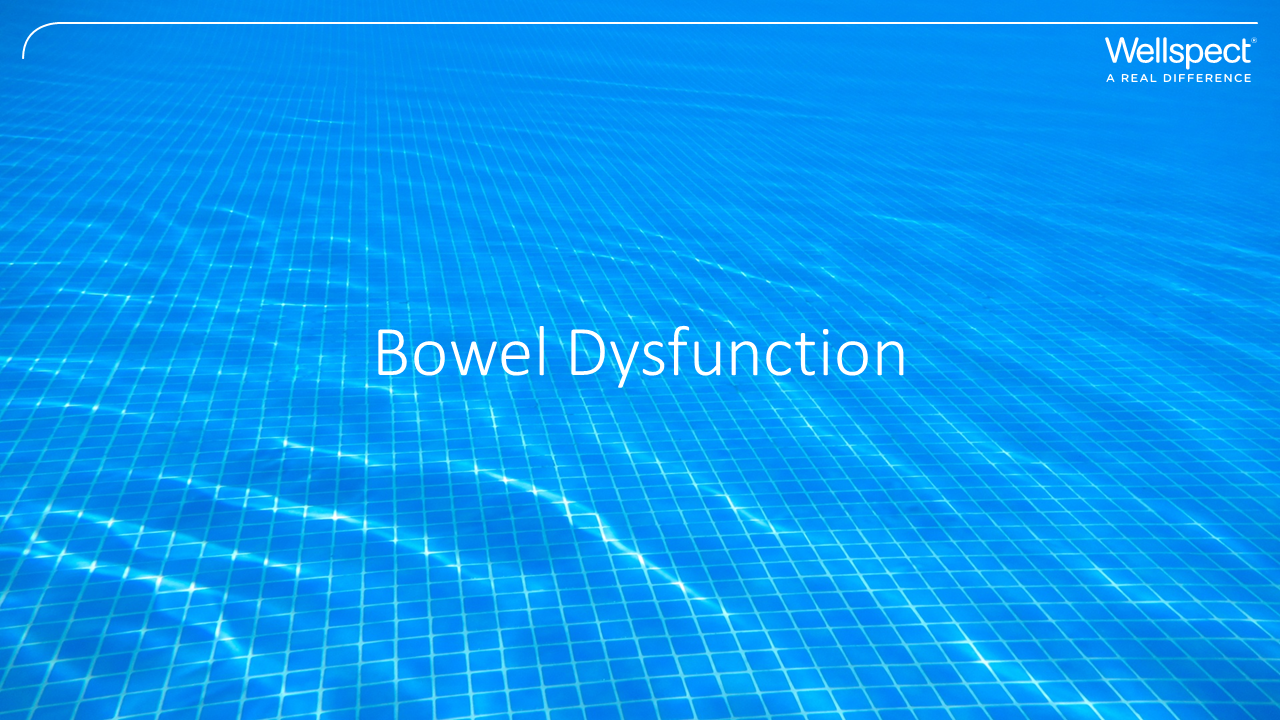 Wellspect®
A REAL DIFFERENCE
Bowel Dysfunction